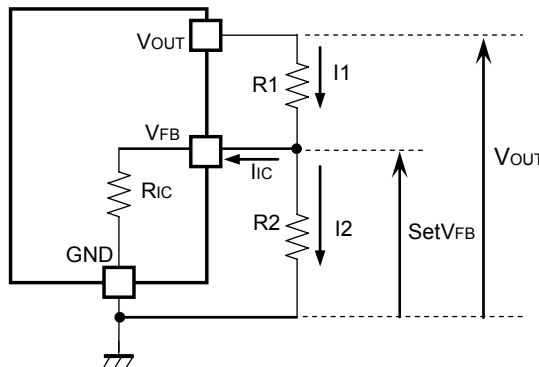 VOUT
R1
I1
VFB
IIC
VOUT
RIC
R2
I2
SetVFB
GND